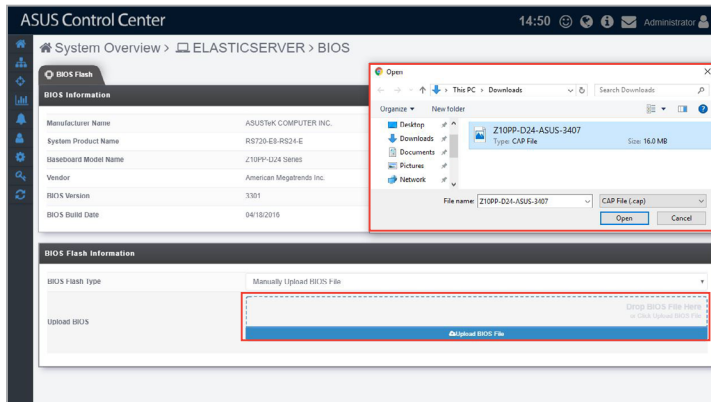 ASUS Control Center
14:50
Administrator
System Overview > ELASTICSERVER > BIOS
BIOS Flash
BIOS Information
Manufacturer Name ASUSTeK COMPUTER INC.
System Product Name RS720-E8-RS24-E
Baseboard Model Name Z10PP-D24 Series
Vendor American Megatrends Inc.
BIOS Version 3301
BIOS Build Date 04/18/2016
Open
This PC > Downloads
Search Downloads
Organize New folder
Desktop
Downloads
Documents
Pictures
Network
Z10PP-D24-ASUS-3407
Type: CAP File Size: 16.0 MB
File name: Z10PP-D24-ASUS-3407 CAP File (.cap)
Open Cancel
BIOS Flash Information
BIOS Flash Type Manually Upload BIOS File
Upload BIOS
Drop BIOS File Here
or Click Upload BIOS File
Upload BIOS File